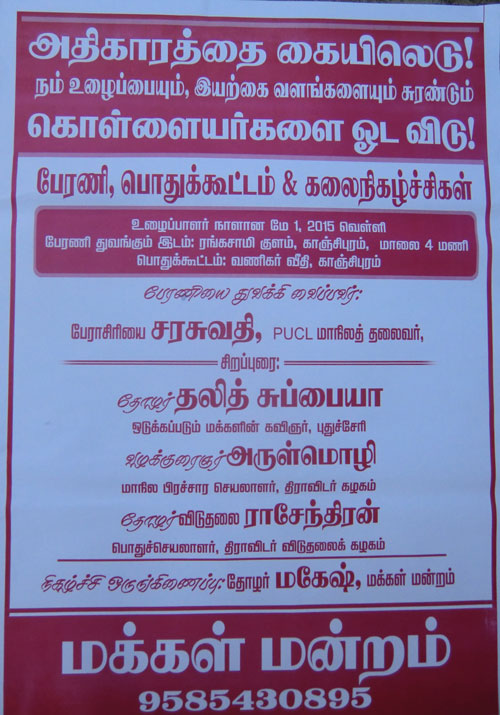 அதிகாரத்தை கையிலெடு!
நம் உழைப்பையும், இயற்கை வளங்களையும் சுரண்டும்
கொள்ளையர்களை ஓட விடு!
பேரணி, பொதுக்கூட்டம் & கலைநிகழ்ச்சிகள்
உழைப்பாளர் நாளான மே 1, 2015 வெள்ளி
பேரணி துவங்கும் இடம்: ரங்கசாமி குளம், காஞ்சிபுரம், மாலை 4 மணி
பொதுக்கூட்டம்: வணிகர் வீதி, காஞ்சிபுரம்
பேரணியை துவக்கி வைப்பவர்:
பேராசிரியை சரசுவதி, PUCL மாநிலத் தலைவர்,
சிறப்புரை:
தோழர் தலித் சுப்பையா
ஒடுக்கப்படும் மக்களின் கவிஞர், புதுச்சேரி
வழக்குரைஞர் அருள்மொழி
மாநில பிரச்சார செயலாளர், திராவிடர் கழகம்
தோழர் விடுதலை ராசேந்திரன்
பொதுச்செயலாளர், திராவிடர் விடுதலைக் கழகம்
நிகழ்ச்சி ஒருங்கிணைப்பு: தோழர் மகேஷ், மக்கள் மன்றம்
மக்கள் மன்றம்
9585430895